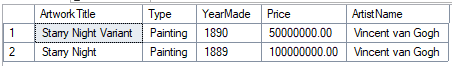 ArtworkTitle Type YearMade Price ArtistName
1 Starry Night Variant Painting 1890 50000000.00 Vincent van Gogh
2 Starry Night Painting 1889 100000000.00 Vincent van Gogh